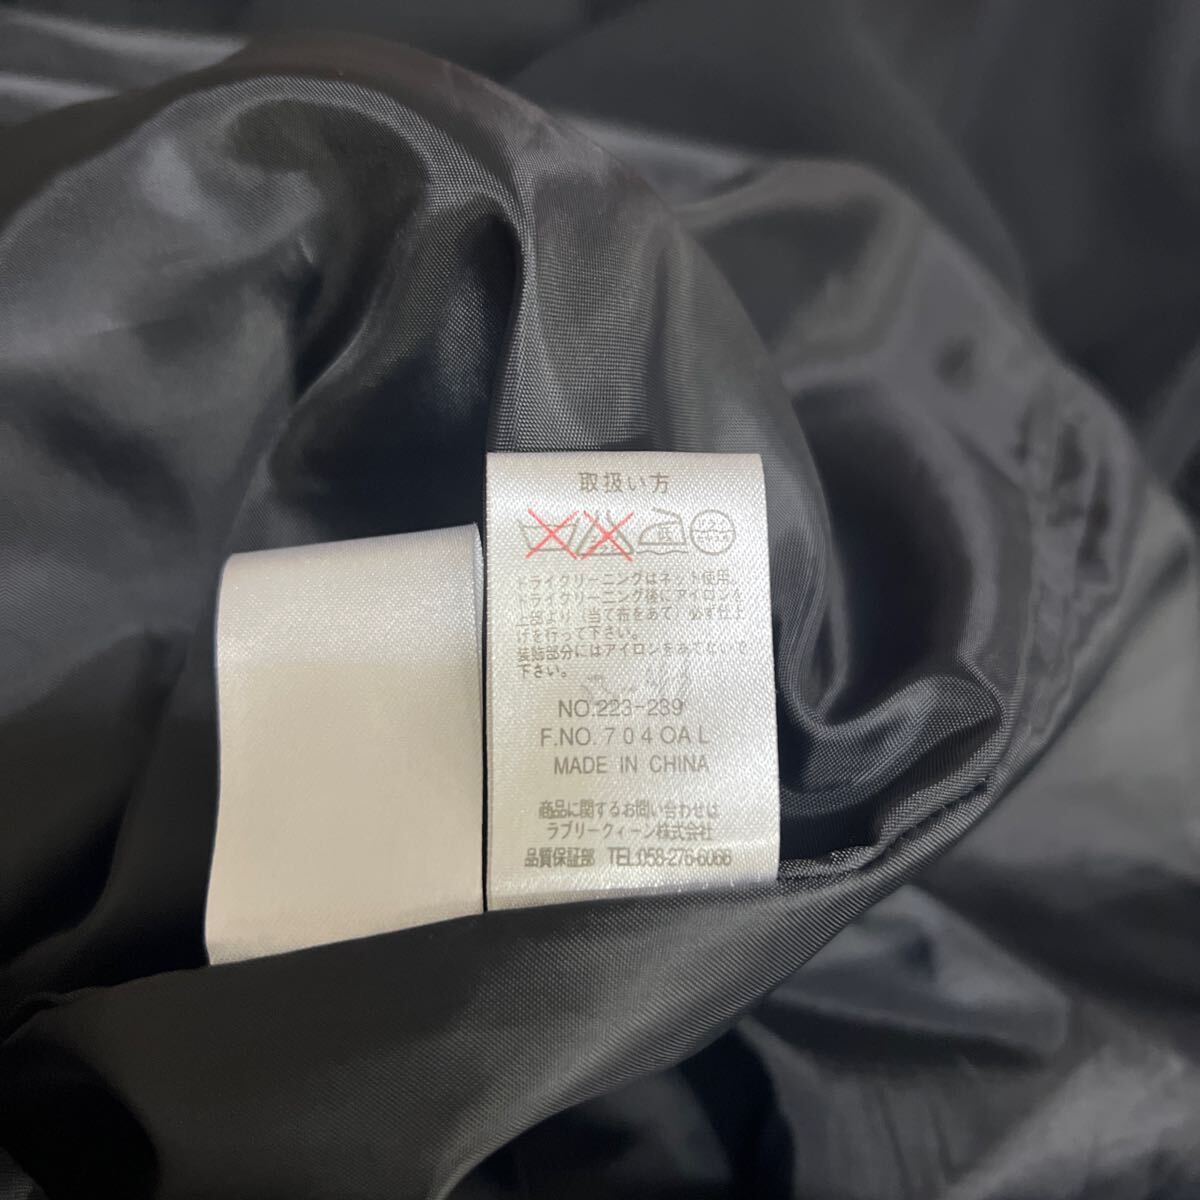 取扱い方
ドライクリーニングはネット使用。
ドライクリーニング後にアイロンを
上部より(当て布をあて)必ず仕上
げを行って下さい。
装飾部分にはアイロンをあてないで
下さい。
NO.223-239
F.NO.704OAL
MADE IN CHINA
商品に関するお問い合わせは
ラブリークィーン株式会社
品質保証部 TEL:058-276-6066